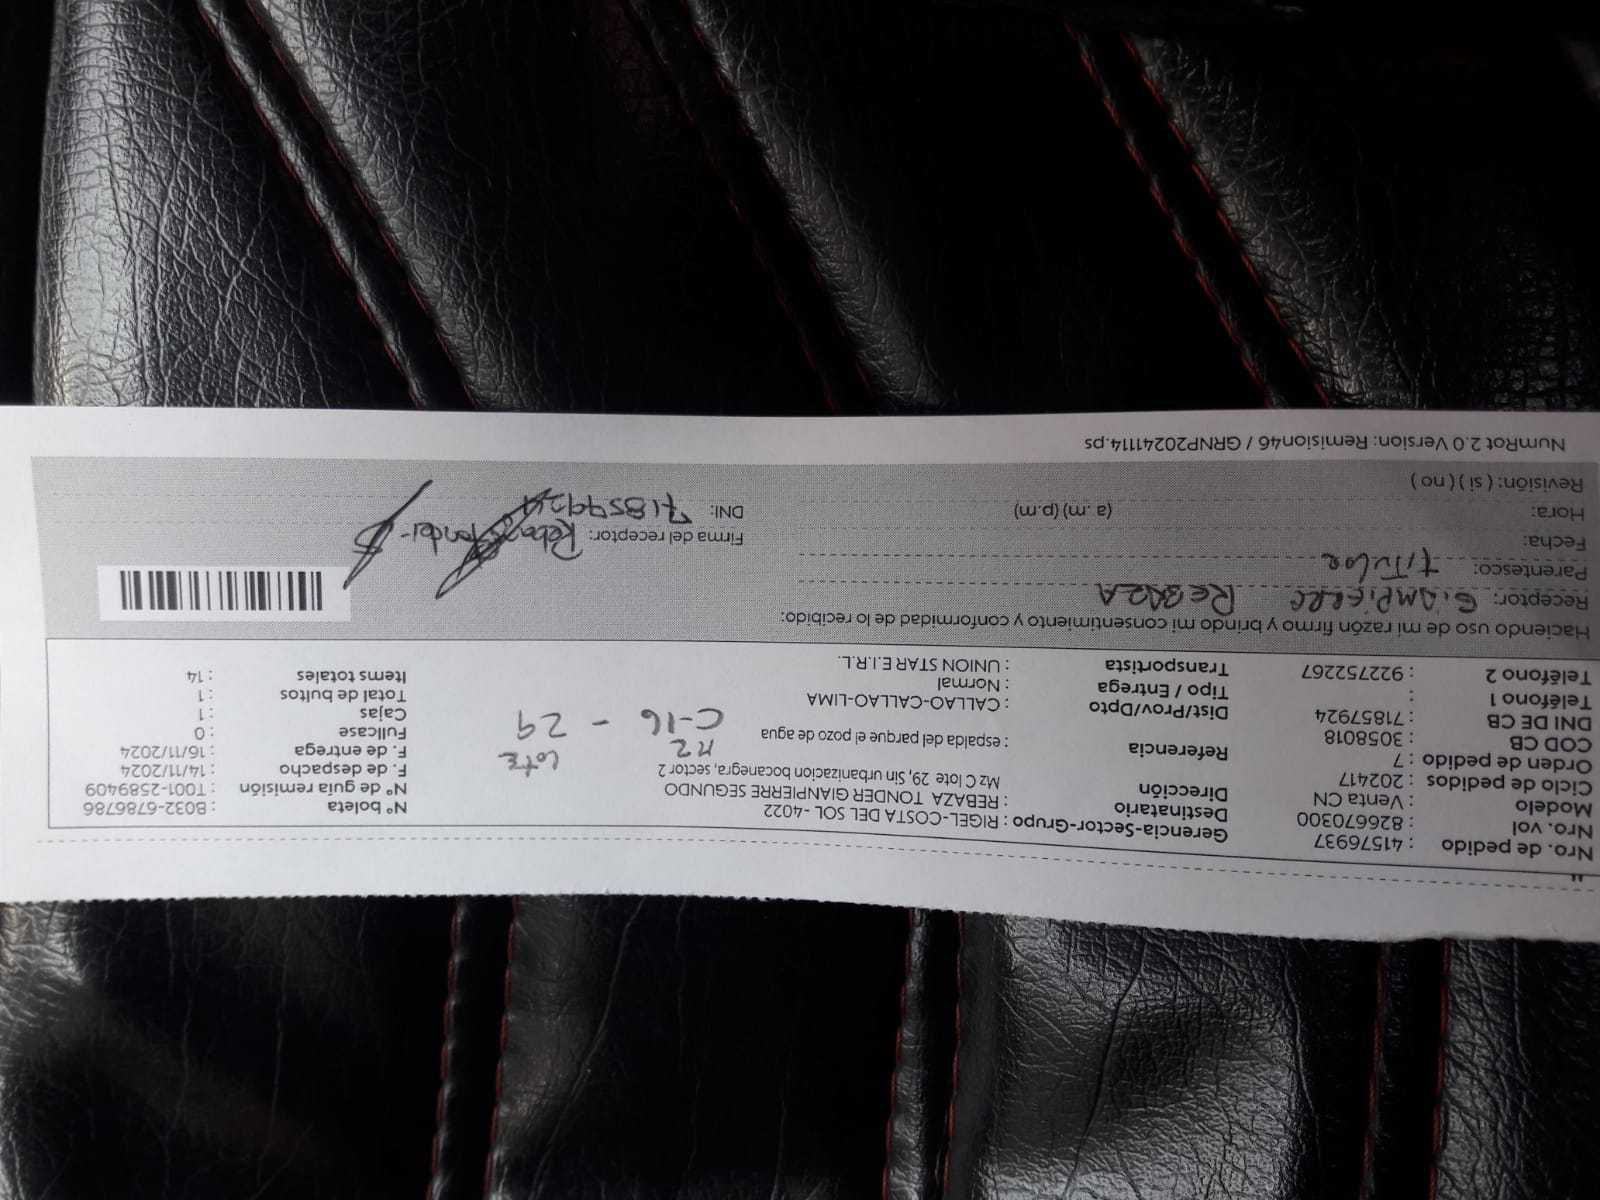 Nro. de pedido : 41576937
Nro. vol : 826670300
Modelo : Venta CN
Ciclo de pedidos : 202417
Orden de pedido : 7
COD CB : 3058018
DNI DE CB : 71857924
Teléfono 1 :
Teléfono 2 : 922752267
Gerencia-Sector-Grupo : RIGEL-COSTA DEL SOL -4022
Destinatario : REBAZA TONDER GIANPIERRE SEGUNDO
Dirección Mz C lote 29, Sin urbanizacion bocanegra, sector 2
MZ LOTE
Referencia : espalda del parque el pozo de agua
C-16 - 29
Dist/Prov/Dpto : CALLAO-CALLAO-LIMA
Tipo / Entrega : Normal
Transportista : UNION STAR E.I.R.L.
Nº boleta : B032-6786786
Nº de guia remisión : T001-2589409
F. de despacho : 14/11/2024
F. de entrega : 16/11/2024
Fullcase : 0
Cajas : 1
Total de bultos : 1
Items totales : 14
Haciendo uso de mi razón firmo y brindo mi consentimiento y conformidad de lo recibido:
Receptor: GiAMPiERRE REBAZA
Parentesco: TiTULAR
Fecha:
Hora: (a. m) (p.m)
Revisión: ( si ) ( no )
Firma del receptor: Rebaza Tonder
DNI: 71857924
NumRot 2.0 Version: Remision46 / GRNP20241114.ps